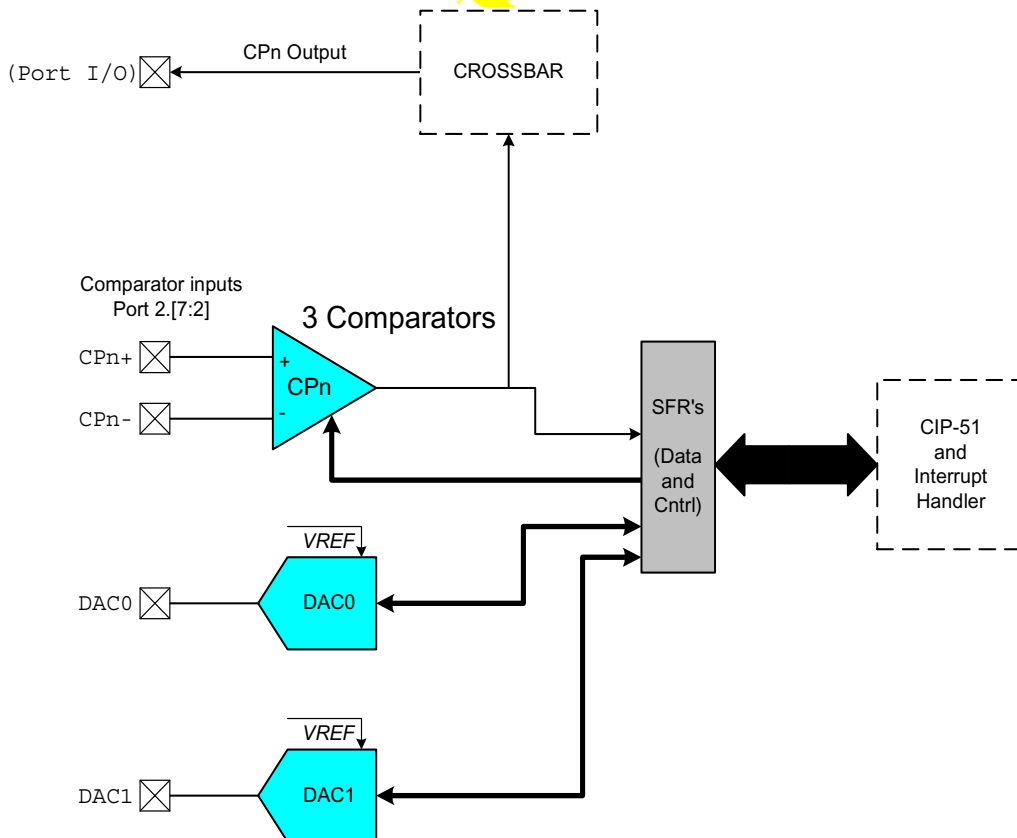 (Port I/O)
CPn Output
CROSSBAR
Comparator inputs
Port 2.[7:2]
3 Comparators
CPn+
CPn-
+
CPn
-
SFR's
(Data
and
Cntrl)
CIP-51
and
Interrupt
Handler
VREF
DAC0
DAC0
VREF
DAC1
DAC1